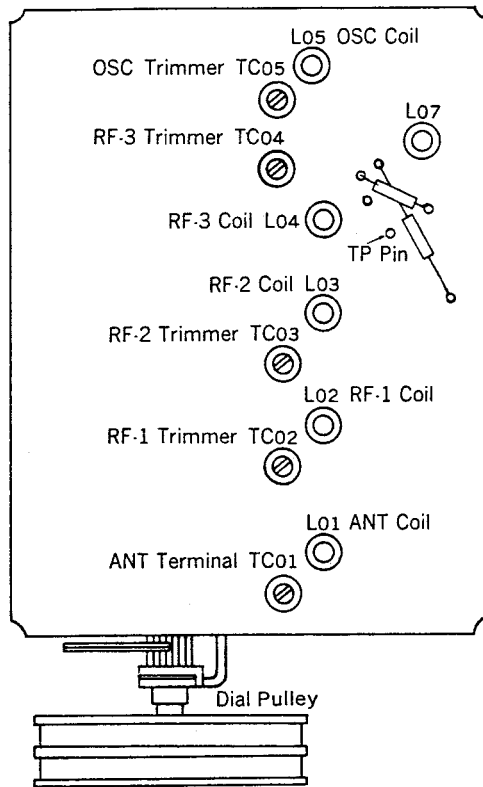 L05 OSC Coil
OSC Trimmer TC05
L07
RF-3 Trimmer TC04
RF-3 Coil L04
TP Pin
RF-2 Coil L03
RF-2 Trimmer TC03
L02 RF-1 Coil
RF-1 Trimmer TC02
L01 ANT Coil
ANT Terminal TC01
Dial Pulley